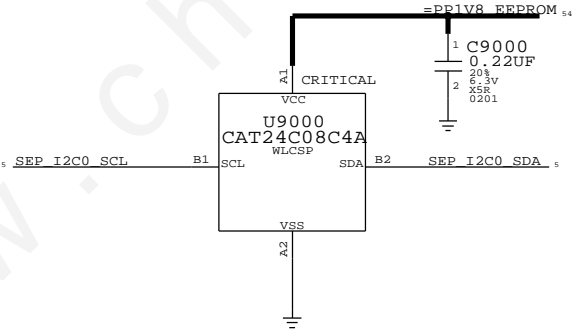 =PP1V8_EEPROM 54
1 C9000
0.22UF
20%
6.3V
2 X5R
0201
A1
CRITICAL
VCC
U9000
CAT24C08C4A
WLCSP
5 SEP_I2C0_SCL B1 SCL SDA B2 SEP_I2C0_SDA 5
VSS
A2
w.ch